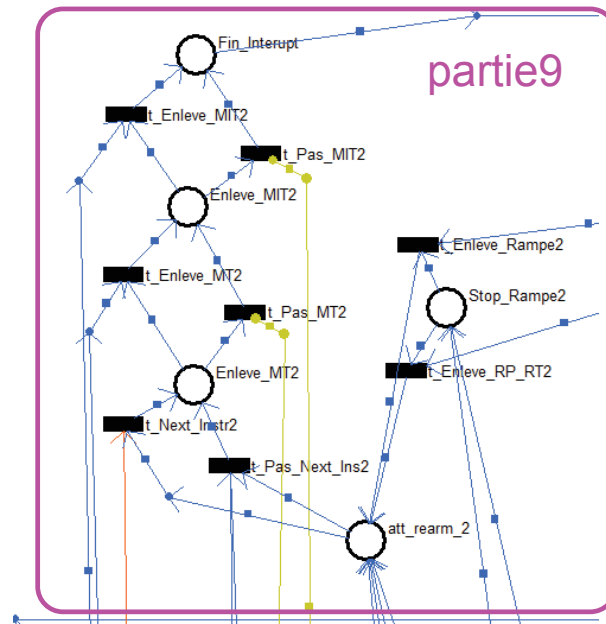 Fin_Interupt
partie9
t_Enleve_MIT2
t_Pas_MIT2
Enleve_MIT2
t_Enleve_Rampe2
t_Enleve_MT2
Stop_Rampe2
t_Pas_MT2
Enleve_MT2
t_Enleve_RP_RT2
t_Next_Instr2
t_Pas_Next_Ins2
att_rearm_2